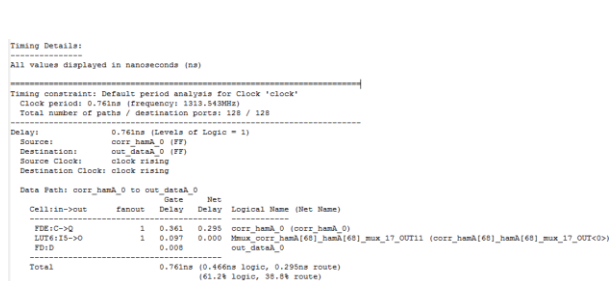 Timing Details:
---------------
All values displayed in nanoseconds (ns)
=========================================================================
Timing constraint: Default period analysis for Clock 'clock'
Clock period: 0.761ns (frequency: 1313.543MHz)
Total number of paths / destination ports: 128 / 128
-------------------------------------------------------------------------
Delay: 0.761ns (Levels of Logic = 1)
Source: corr_hamA_0 (FF)
Destination: out_dataA_0 (FF)
Source Clock: clock rising
Destination Clock: clock rising
Data Path: corr_hamA_0 to out_dataA_0
Gate Net
Cell:in->out fanout Delay Delay Logical Name (Net Name)
---------------------------------------- ------------
FDE:C->Q 1 0.361 0.295 corr_hamA_0 (corr_hamA_0)
LUT6:I5->O 1 0.097 0.000 Mmux_corr_hamA[68]_hamA[68]_mux_17_OUT11 (corr_hamA[68]_hamA[68]_mux_17_OUT<0>)
FD:D 0.008 out_dataA_0
----------------------------------------
Total 0.761ns (0.466ns logic, 0.295ns route)
(61.2% logic, 38.8% route)